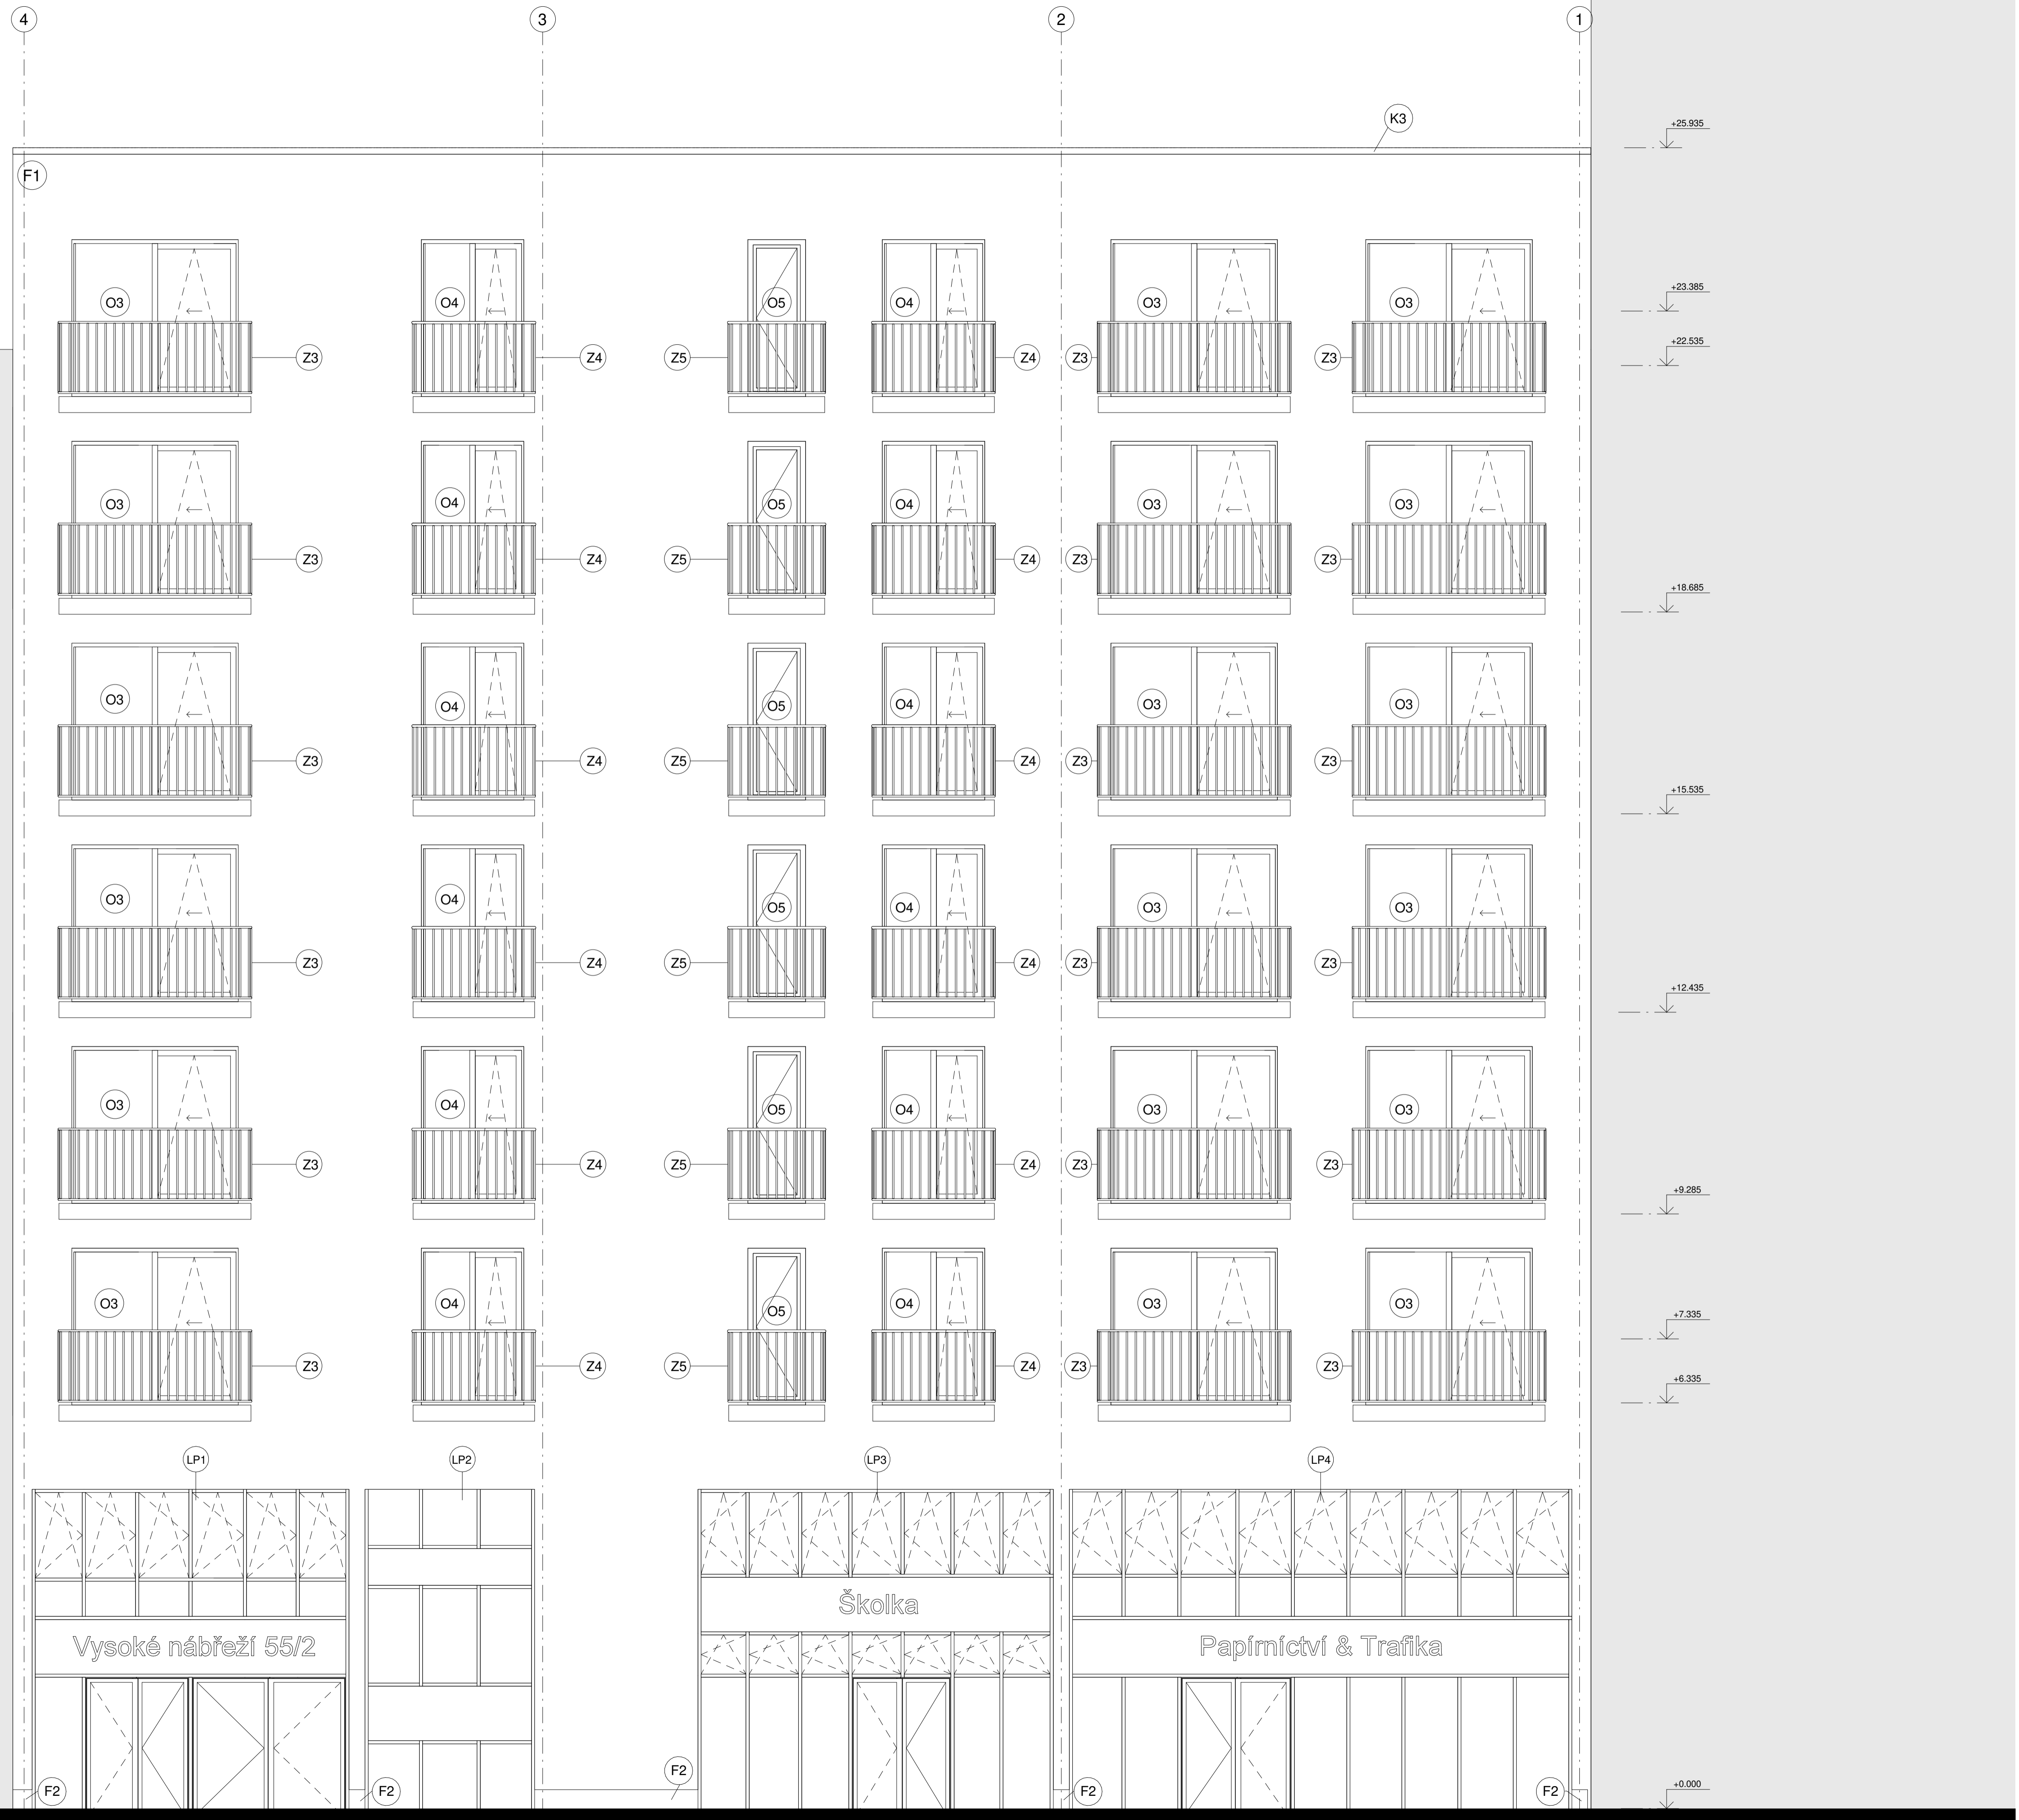 4 3 2 1
K3
+25.935
F1
+23.385
O3 O4 O5 O4 O3 O3
+22.535
Z3 Z4 Z5 Z4 Z3 Z3
O3 O4 O5 O4 O3 O3
Z3 Z4 Z5 Z4 Z3 Z3
+18.685
O3 O4 O5 O4 O3 O3
Z3 Z4 Z5 Z4 Z3 Z3
+15.535
O3 O4 O5 O4 O3 O3
Z3 Z4 Z5 Z4 Z3 Z3
+12.435
O3 O4 O5 O4 O3 O3
Z3 Z4 Z5 Z4 Z3 Z3
+9.285
O3 O4 O5 O4 O3 O3
+7.335
Z3 Z4 Z5 Z4 Z3 Z3
+6.335
LP1 LP2 LP3 LP4
Školka
Vysoké nábřeží 55/2
Papírníctví & Trafika
F2 F2 F2 F2 F2
+0.000